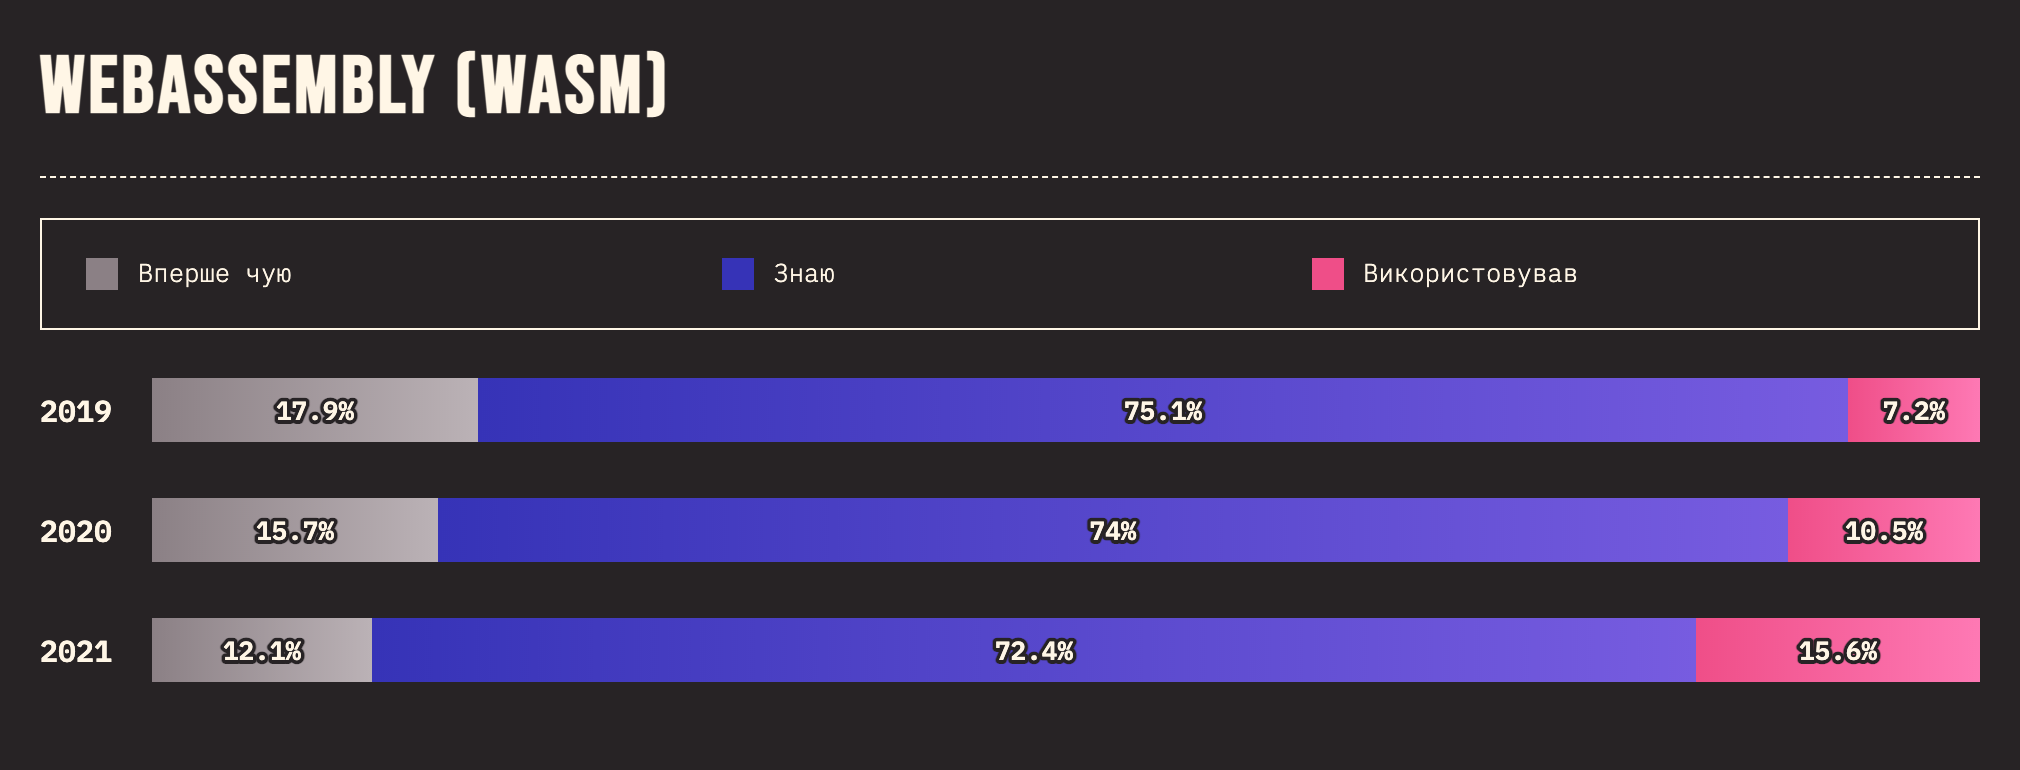 WEBASSEMBLY (WASM)
Вперше чую Знаю Використовував
2019 17.9% 75.1% 7.2%
2020 15.7% 74% 10.5%
2021 12.1% 72.4% 15.6%